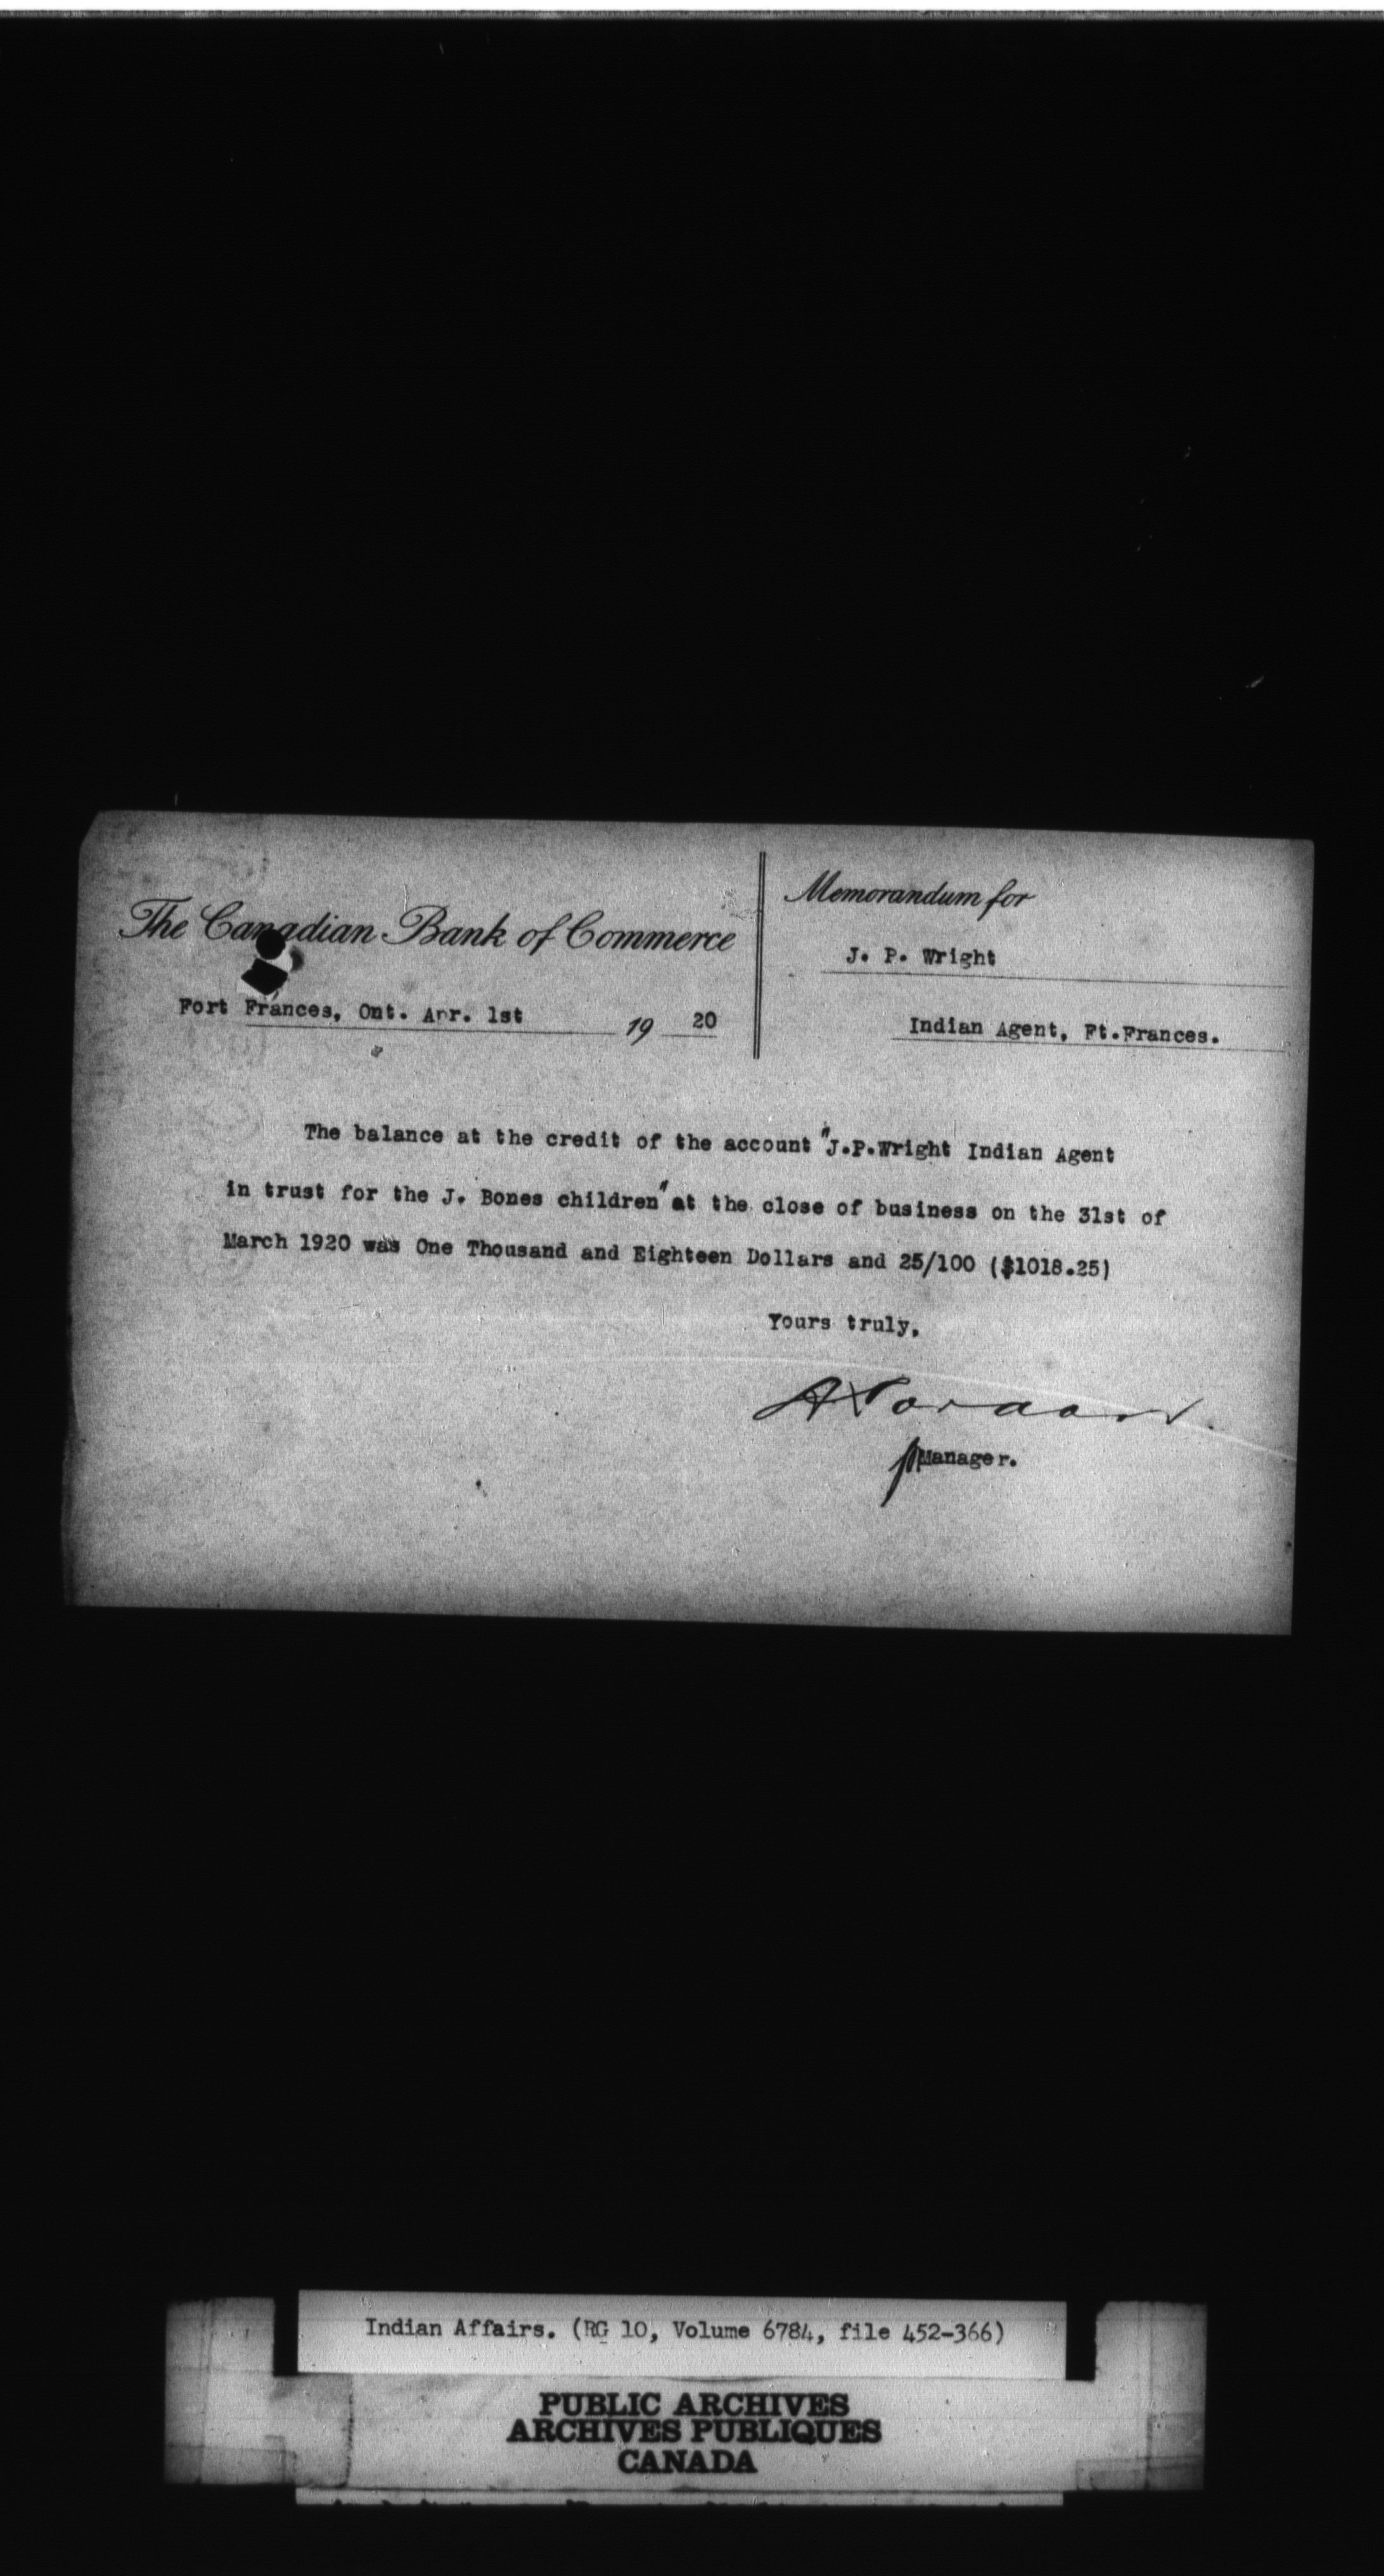 The Canadian Bank of Commerce
Fort Frances, Ont. Apr. 1st 19 20
Memorandum for
J. P. Wright
Indian Agent, Ft.Frances.
The balance at the credit of the account "J.P.Wright Indian Agent
in trust for the J. Bones children" at the close of business on the 31st of
March 1920 was One Thousand and Eighteen Dollars and 25/100 ($1018.25)
Yours truly,
Manager.
Indian Affairs. (RG 10, Volume 6784, file 452-366)
PUBLIC ARCHIVES
ARCHIVES PUBLIQUES
CANADA